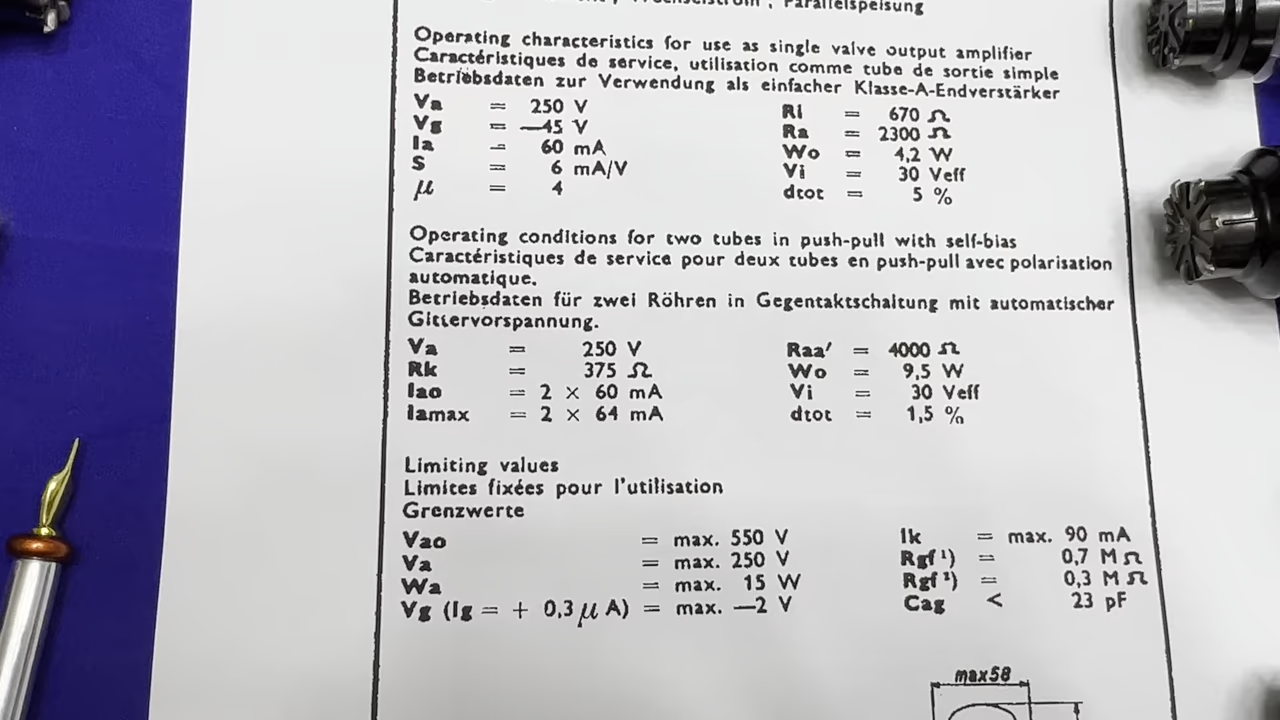 Parallelspeisung
Operating characteristics for use as single valve output amplifier
Caractéristiques de service, utilisation comme tube de sortie simple
Betriebsdaten zur Verwendung als einfacher Klasse-A-Endverstärker
Va = 250 V Ri = 670 Ω
Vg = —45 V Ra = 2300 Ω
Ia = 60 mA Wo = 4,2 W
S = 6 mA/V Vi = 30 Veff
μ = 4 dtot = 5 %
Operating conditions for two tubes in push-pull with self-bias
Caractéristiques de service pour deux tubes en push-pull avec polarisation
automatique.
Betriebsdaten für zwei Röhren in Gegentaktschaltung mit automatischer
Gittervorspannung.
Va = 250 V Raa′ = 4000 Ω
Rk = 375 Ω Wo = 9,5 W
Iao = 2 × 60 mA Vi = 30 Veff
Iamax = 2 × 64 mA dtot = 1,5 %
Limiting values
Limites fixées pour l'utilisation
Grenzwerte
Vao = max. 550 V Ik = max. 90 mA
Va = max. 250 V Rgf ¹) = 0,7 M Ω
Wa = max. 15 W Rgf ²) = 0,3 M Ω
Vg (Ig = + 0,3 μ A) = max. —2 V Cag < 23 pF
max58